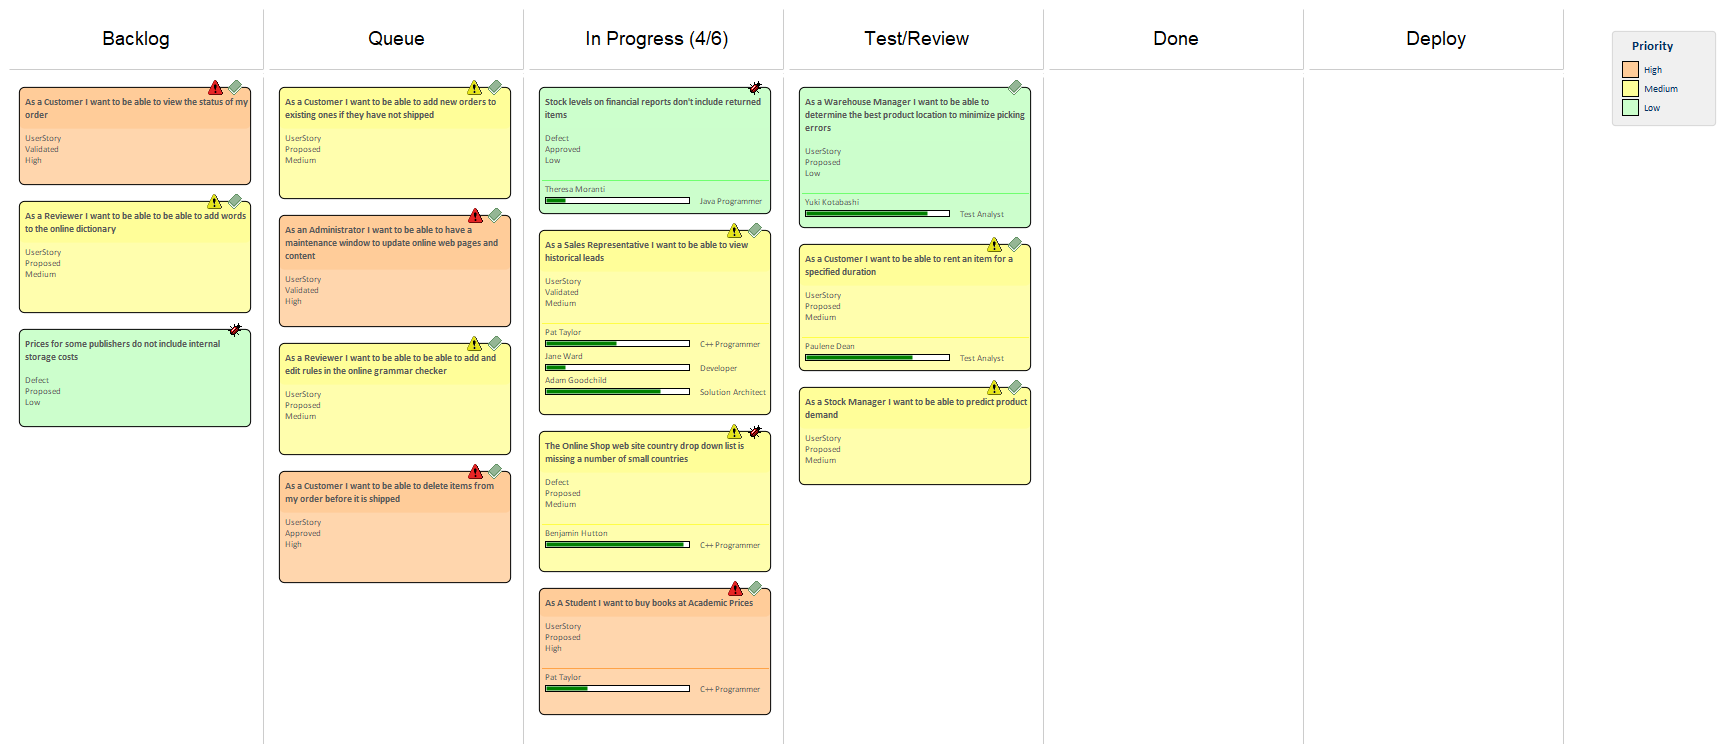 Backlog
Queue
In Progress (4/6)
Test/Review
Done
Deploy
Priority
High
Medium
Low
As a Customer I want to be able to view the status of my
order
UserStory
Validated
High
As a Reviewer I want to be able to be able to add words
to the online dictionary
UserStory
Proposed
Medium
Prices for some publishers do not include internal
storage costs
Defect
Proposed
Low
As a Customer I want to be able to add new orders to
existing ones if they have not shipped
UserStory
Proposed
Medium
As an Administrator I want to be able to have a
maintenance window to update online web pages and
content
UserStory
Validated
High
As a Reviewer I want to be able to be able to add and
edit rules in the online grammar checker
UserStory
Proposed
Medium
As a Customer I want to be able to delete items from
my order before it is shipped
UserStory
Approved
High
Stock levels on financial reports don't include returned
items
Defect
Approved
Low
Theresa Moranti
Java Programmer
As a Sales Representative I want to be able to view
historical leads
UserStory
Validated
Medium
Pat Taylor
C++ Programmer
Jane Ward
Developer
Adam Goodchild
Solution Architect
The Online Shop web site country drop down list is
missing a number of small countries
Defect
Proposed
Medium
Benjamin Hutton
C++ Programmer
As A Student I want to buy books at Academic Prices
UserStory
Proposed
High
Pat Taylor
C++ Programmer
As a Warehouse Manager I want to be able to
determine the best product location to minimize picking
errors
UserStory
Proposed
Low
Yuki Kotabashi
Test Analyst
As a Customer I want to be able to rent an item for a
specified duration
UserStory
Proposed
Medium
Paulene Dean
Test Analyst
As a Stock Manager I want to be able to predict product
demand
UserStory
Proposed
Medium